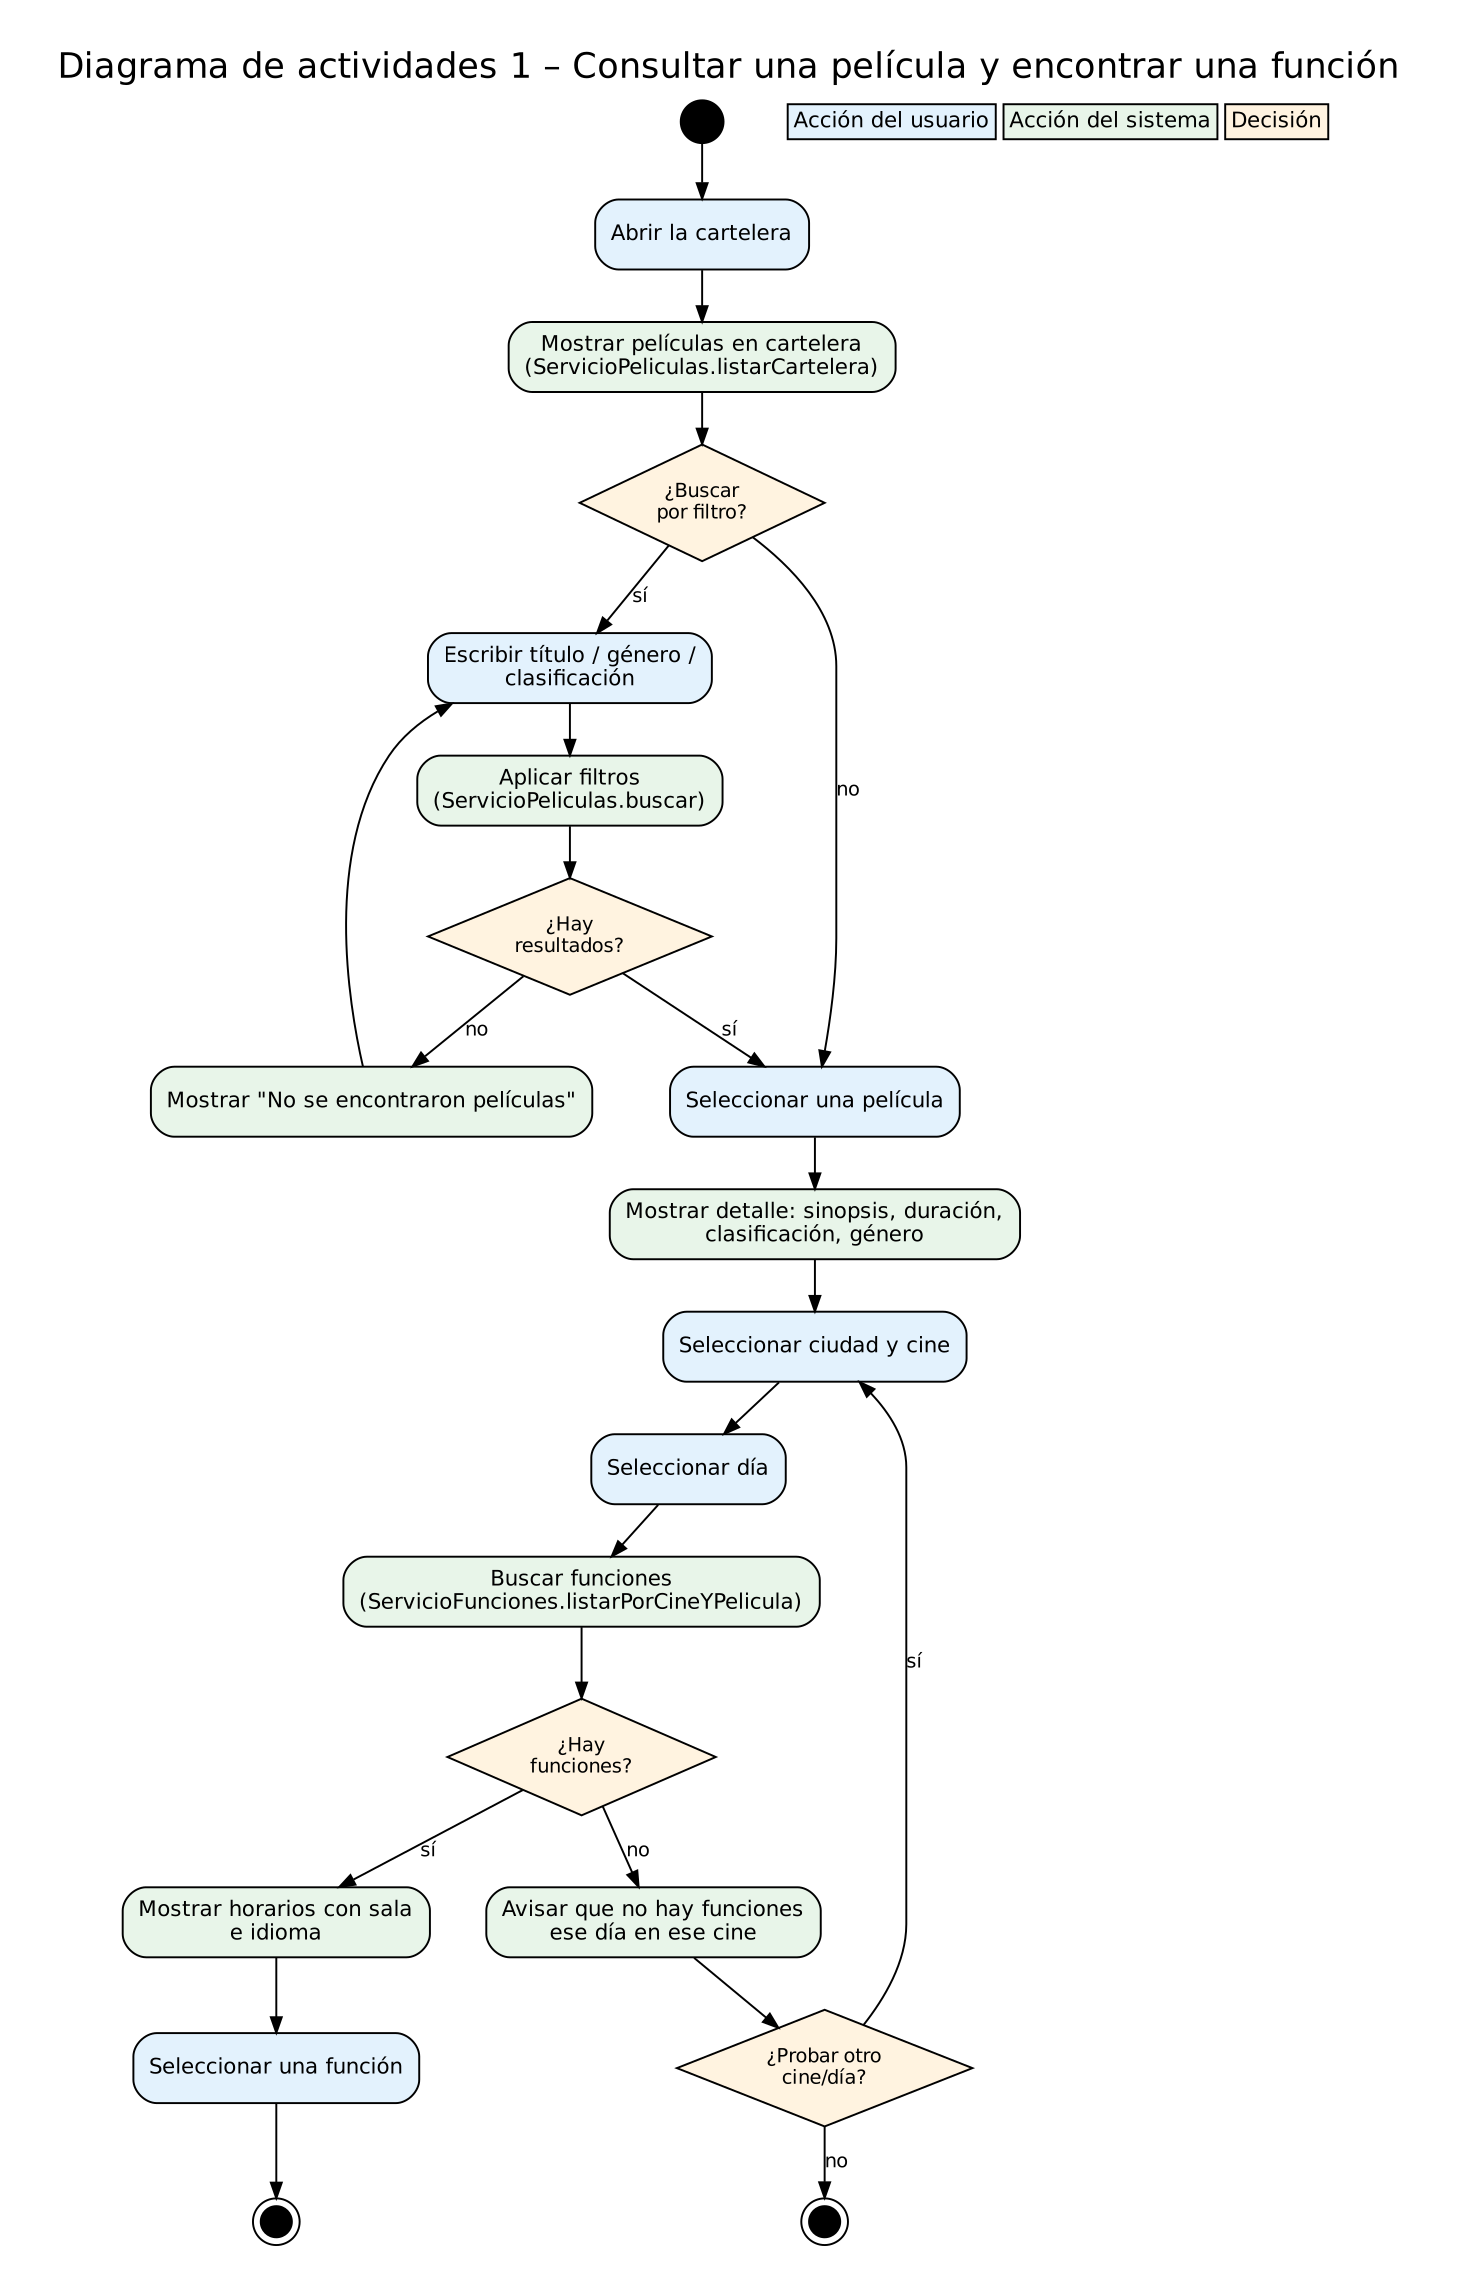 Diagrama de actividades 1 – Consultar una película y encontrar una función
Acción del usuario
Acción del sistema
Decisión
Abrir la cartelera
Mostrar películas en cartelera
(ServicioPeliculas.listarCartelera)
¿Buscar
por filtro?
sí
Escribir título / género /
clasificación
Aplicar filtros
(ServicioPeliculas.buscar)
no
¿Hay
resultados?
no
sí
Mostrar "No se encontraron películas"
Seleccionar una película
Mostrar detalle: sinopsis, duración,
clasificación, género
Seleccionar ciudad y cine
Seleccionar día
Buscar funciones
(ServicioFunciones.listarPorCineYPelicula)
sí
¿Hay
funciones?
sí
no
Mostrar horarios con sala
e idioma
Avisar que no hay funciones
ese día en ese cine
Seleccionar una función
¿Probar otro
cine/día?
no